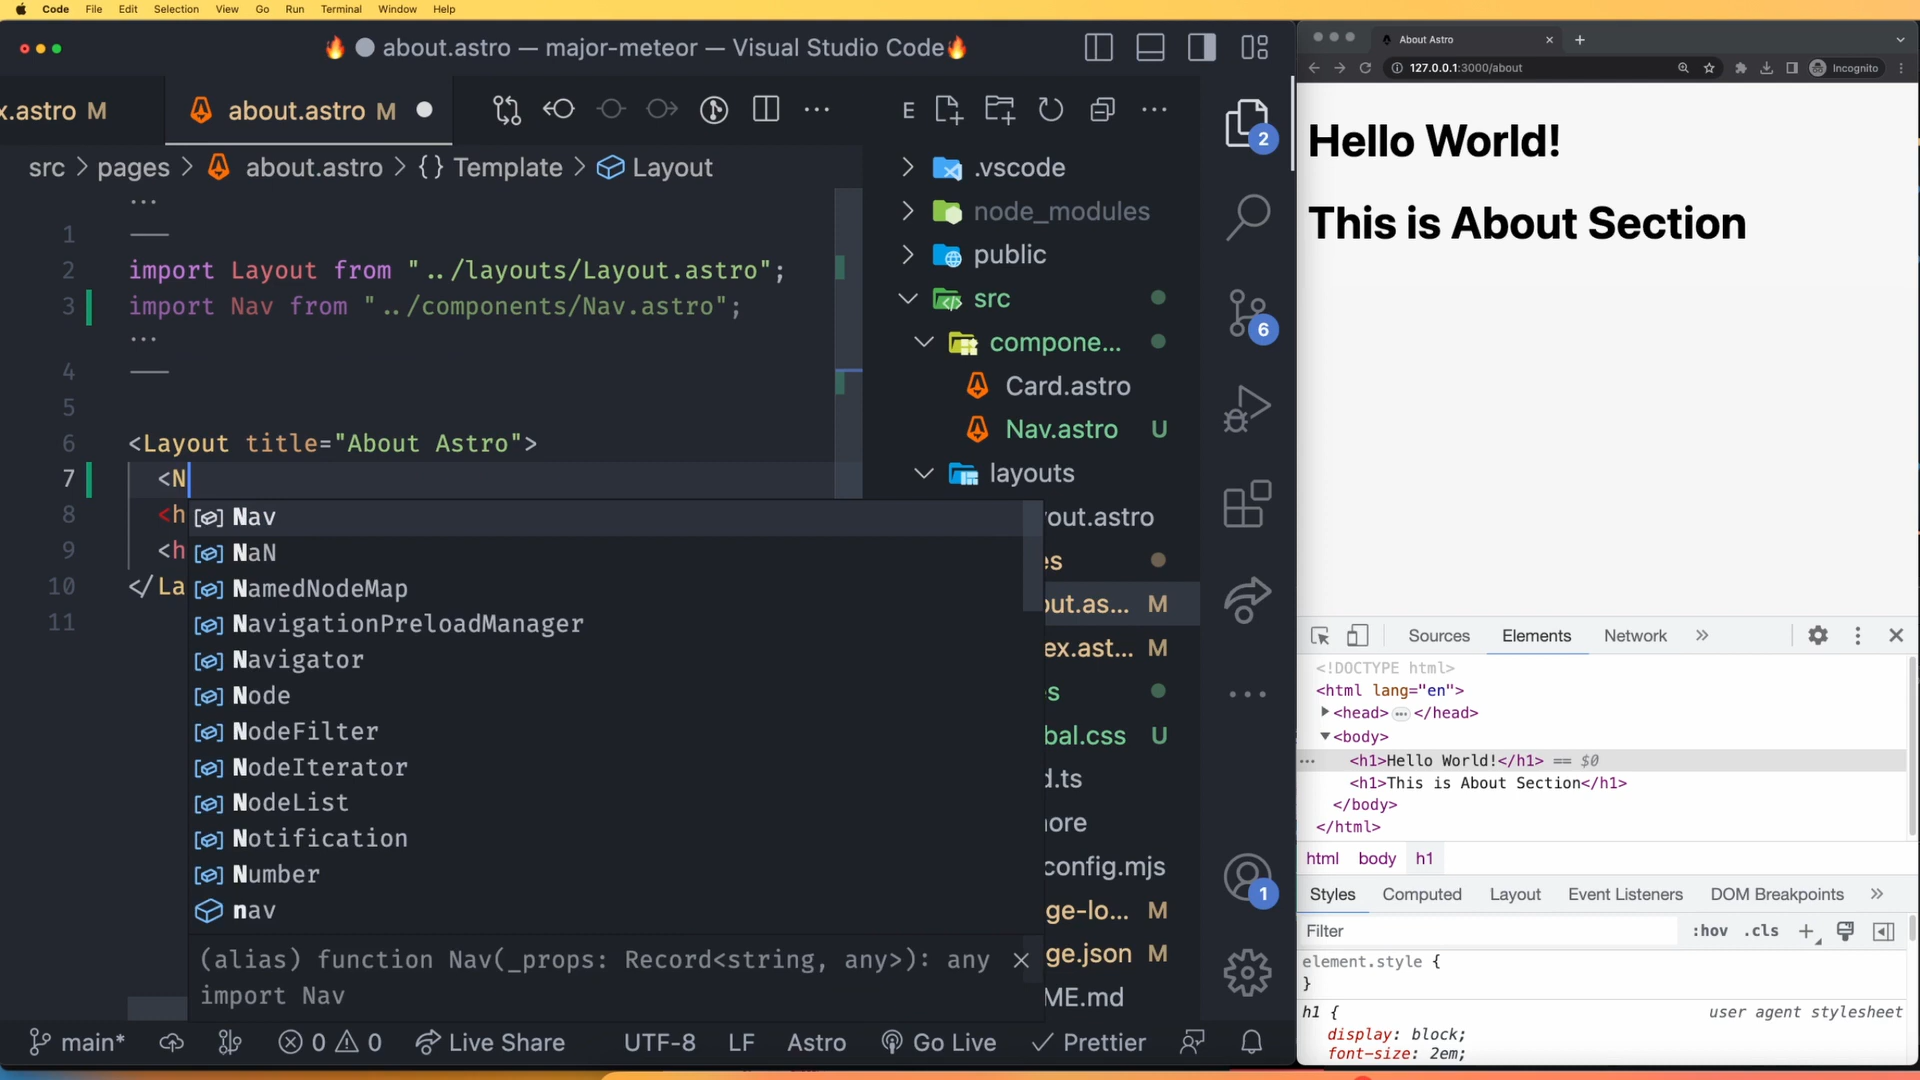 Code File Edit Selection View Go Run Terminal Window Help
🔥 ● about.astro — major-meteor — Visual Studio Code🔥
x.astro M about.astro M
src > pages > about.astro > {} Template > Layout
1
2 import Layout from "../layouts/Layout.astro";
3 import Nav from "../components/Nav.astro";
4
5
6 <Layout title="About Astro">
7 <N
8 <h
9 <h
10 </La
11
Nav
NaN
NamedNodeMap
NavigationPreloadManager
Navigator
Node
NodeFilter
NodeIterator
NodeList
Notification
Number
nav
(alias) function Nav(_props: Record<string, any>): any
import Nav
E
.vscode
node_modules
public
src
compone...
Card.astro
Nav.astro U
layouts
out.astro
es
out.as... M
ex.ast... M
es
bal.css U
d.ts
ore
config.mjs
ge-lo... M
ge.json M
ME.md
2
6
1
main* 0 0 Live Share UTF-8 LF Astro Go Live Prettier
About Astro
127.0.0.1:3000/about Incognito
Hello World!
This is About Section
Sources Elements Network
<!DOCTYPE html>
<html lang="en">
<head> … </head>
<body>
<h1>Hello World!</h1> == $0
<h1>This is About Section</h1>
</body>
</html>
html body h1
Styles Computed Layout Event Listeners DOM Breakpoints
Filter :hov .cls
element.style {
}
h1 { user agent stylesheet
display: block;
font-size: 2em;